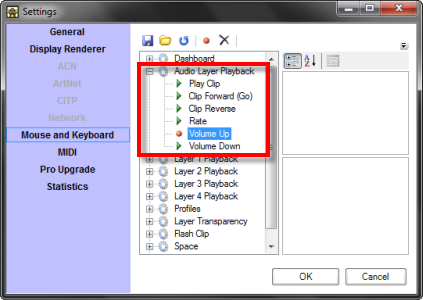 Settings
General
Display Renderer
ACN
ArtNet
CITP
Network
Mouse and Keyboard
MIDI
Pro Upgrade
Statistics
Dashboard
Audio Layer Playback
Play Clip
Clip Forward (Go)
Clip Reverse
Rate
Volume Up
Volume Down
Layer 1 Playback
Layer 2 Playback
Layer 3 Playback
Layer 4 Playback
Profiles
Layer Transparency
Flash Clip
Space
OK
Cancel